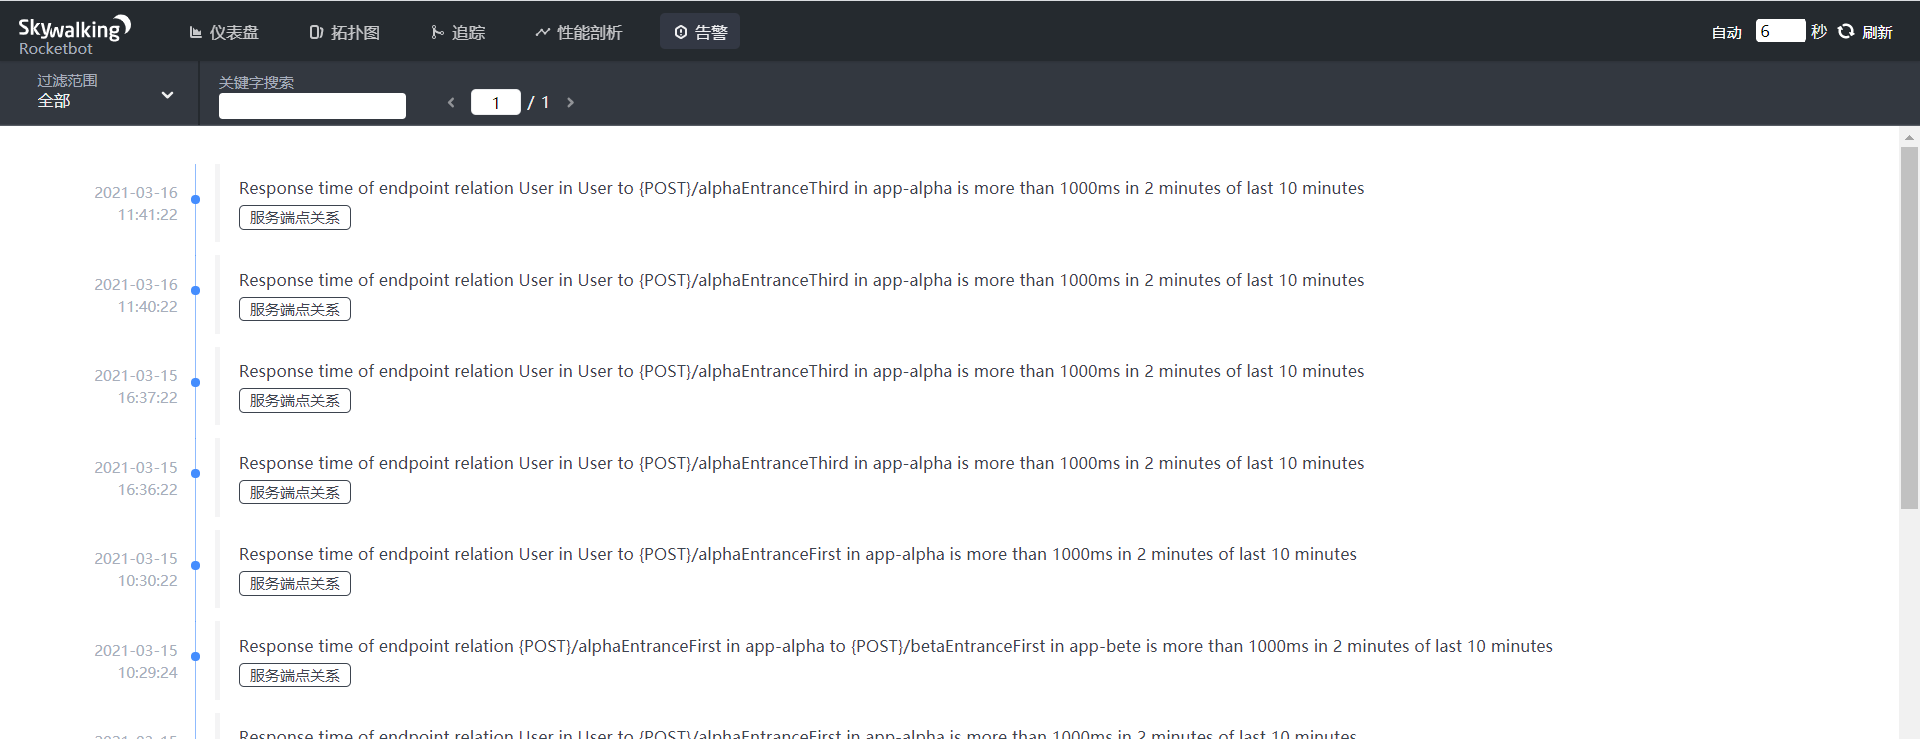 Skywalking
Rocketbot
仪表盘
拓扑图
追踪
性能剖析
告警
自动 6 秒 刷新
过滤范围
全部
关键字搜索
1 / 1
2021-03-16
11:41:22
Response time of endpoint relation User in User to {POST}/alphaEntranceThird in app-alpha is more than 1000ms in 2 minutes of last 10 minutes
服务端点关系
2021-03-16
11:40:22
Response time of endpoint relation User in User to {POST}/alphaEntranceThird in app-alpha is more than 1000ms in 2 minutes of last 10 minutes
服务端点关系
2021-03-15
16:37:22
Response time of endpoint relation User in User to {POST}/alphaEntranceThird in app-alpha is more than 1000ms in 2 minutes of last 10 minutes
服务端点关系
2021-03-15
16:36:22
Response time of endpoint relation User in User to {POST}/alphaEntranceThird in app-alpha is more than 1000ms in 2 minutes of last 10 minutes
服务端点关系
2021-03-15
10:30:22
Response time of endpoint relation User in User to {POST}/alphaEntranceFirst in app-alpha is more than 1000ms in 2 minutes of last 10 minutes
服务端点关系
2021-03-15
10:29:24
Response time of endpoint relation {POST}/alphaEntranceFirst in app-alpha to {POST}/betaEntranceFirst in app-bete is more than 1000ms in 2 minutes of last 10 minutes
服务端点关系
2021-03-15
Response time of endpoint relation User in User to {POST}/alphaEntranceFirst in app-alpha is more than 1000ms in 2 minutes of last 10 minutes